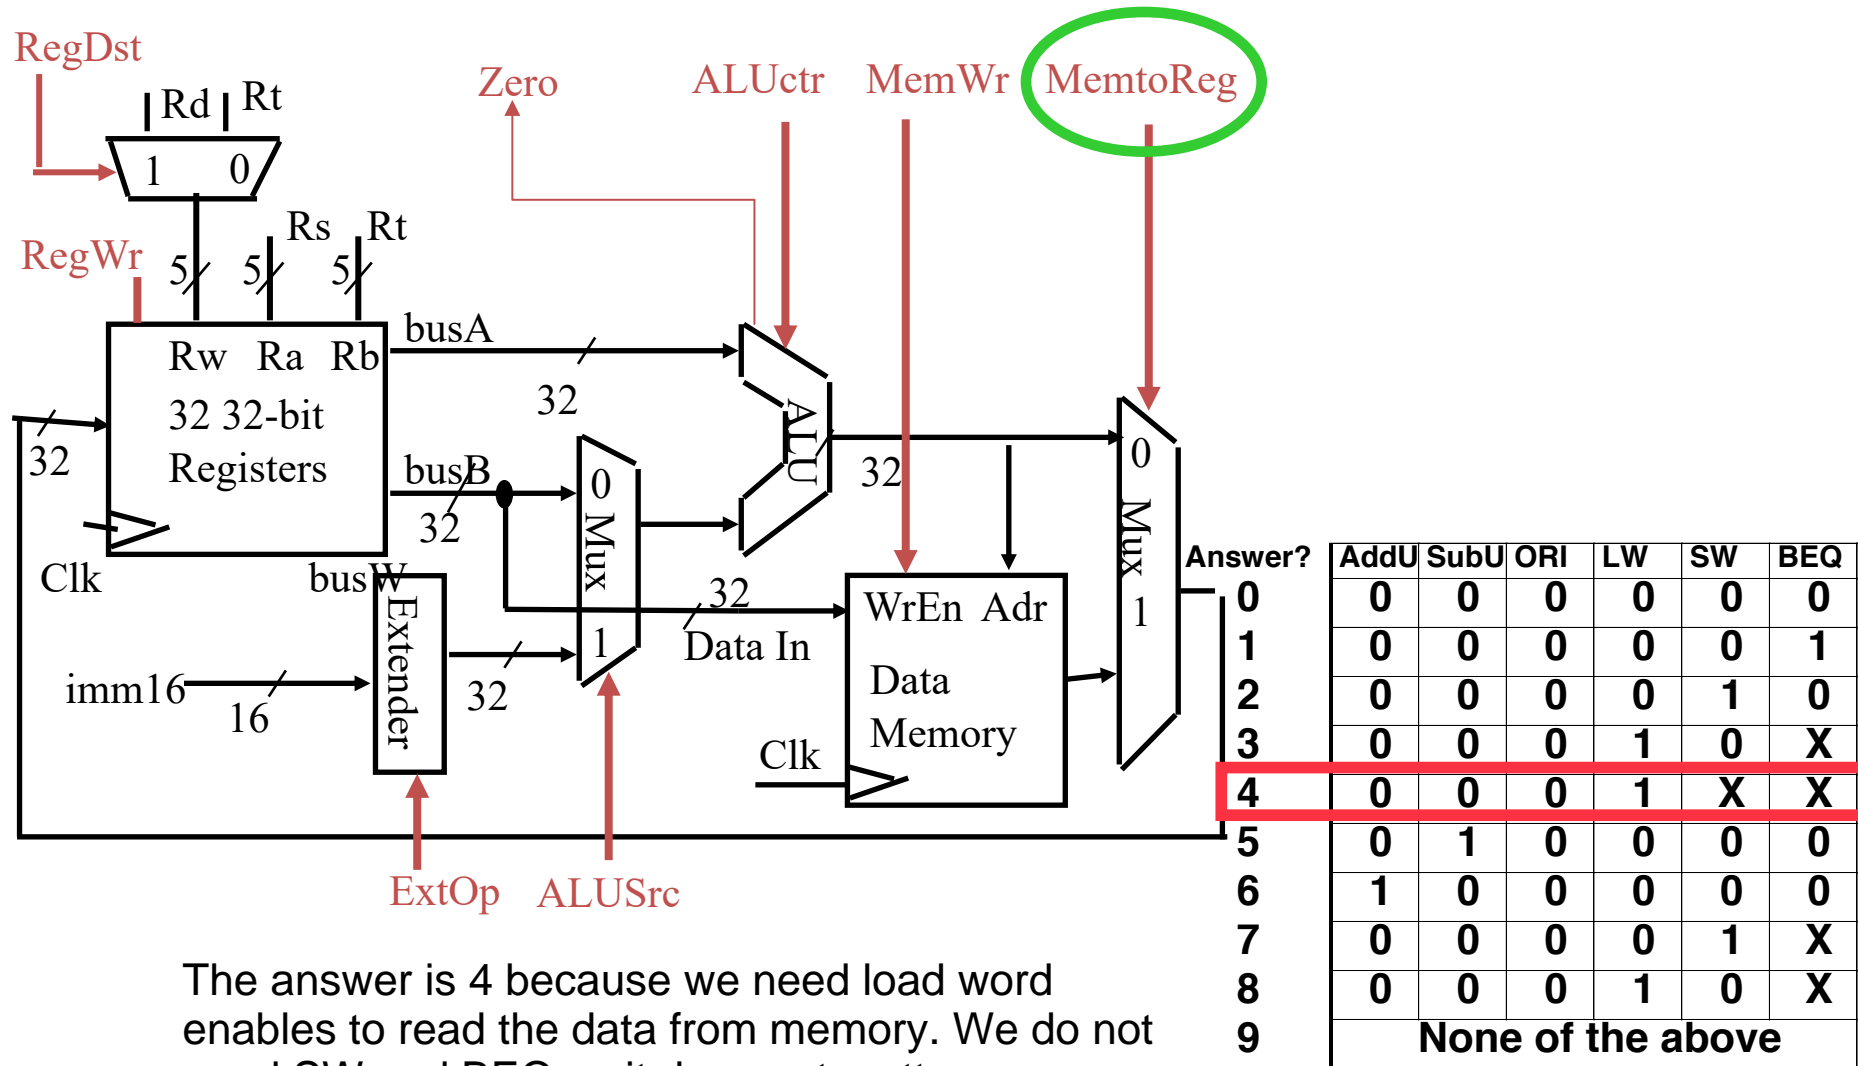 RegDst
Rd Rt
1 0
Zero
ALUctr
MemWr
MemtoReg
Rs Rt
RegWr
5 5 5
busA
Rw Ra Rb
32 32-bit
Registers
32
32
busB
32
Clk
busW
0
Mux
1
ALU
32
0
Mux
1
Extender
imm16
16
32
32
Data In
WrEn Adr
Data
Memory
Clk
ExtOp
ALUSrc
Answer? AddU SubU ORI LW SW BEQ
0 0 0 0 0 0 0
1 0 0 0 0 0 1
2 0 0 0 0 1 0
3 0 0 0 1 0 X
4 0 0 0 1 X X
5 0 1 0 0 0 0
6 1 0 0 0 0 0
7 0 0 0 0 1 X
8 0 0 0 1 0 X
9 None of the above
The answer is 4 because we need load word
enables to read the data from memory. We do not